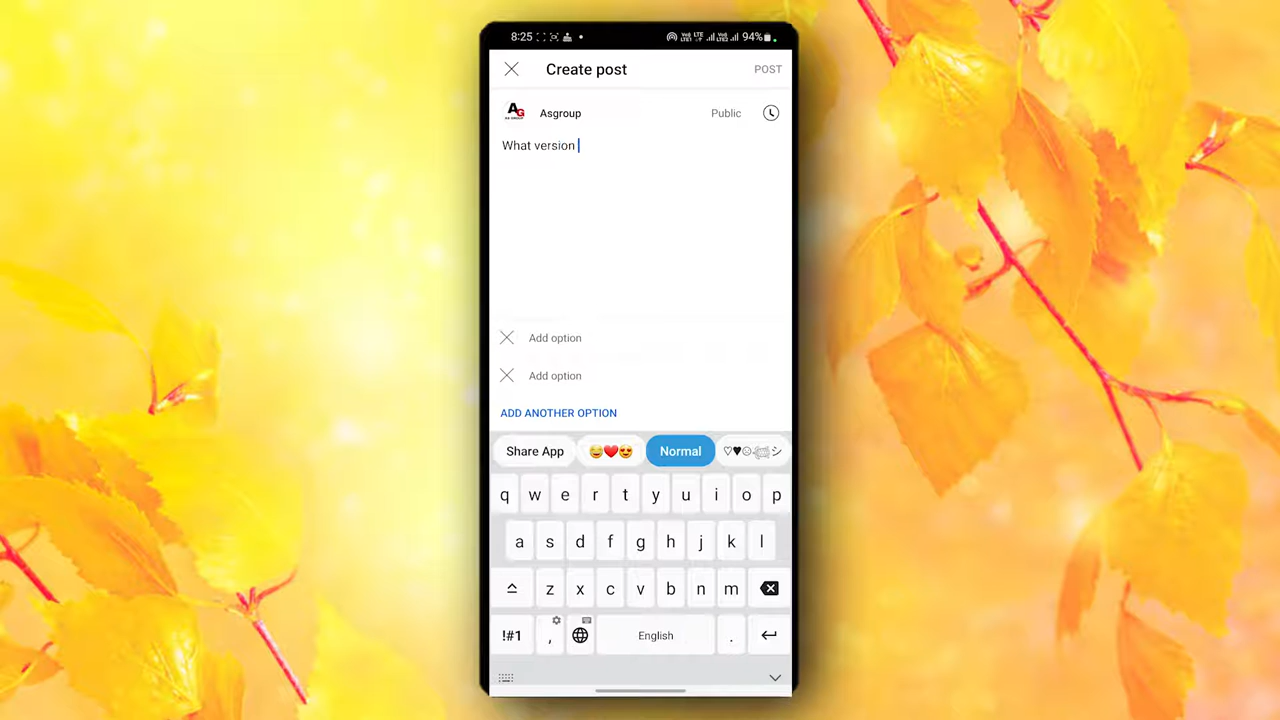 8:25 94%
Create post POST
AG Asgroup Public
What version
Add option
Add option
ADD ANOTHER OPTION
Share App Normal
q w e r t y u i o p
a s d f g h j k l
z x c v b n m
!#1 , English .